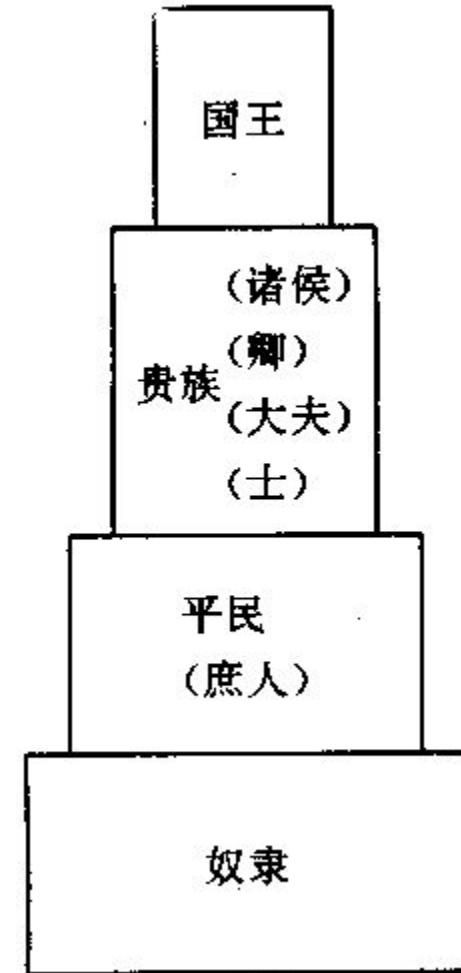 国王
贵族
（诸侯）
（卿）
（大夫）
（士）
平民
（庶人）
奴隶